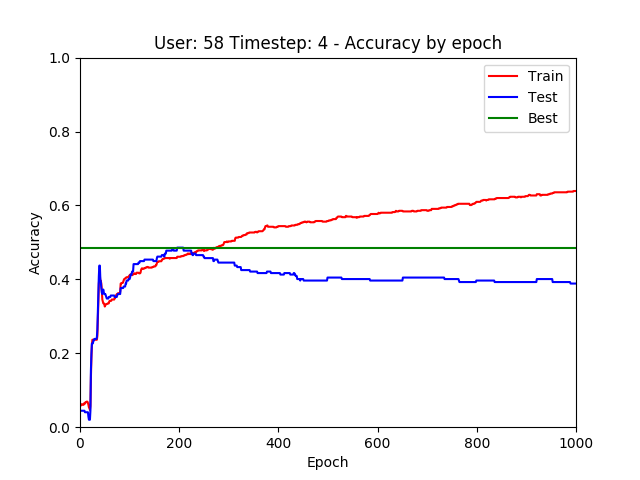 User: 58 Timestep: 4 - Accuracy by epoch
1.0
0.8
0.6
0.4
0.2
0.0
Accuracy
Train
Test
Best
0 200 400 600 800 1000
Epoch